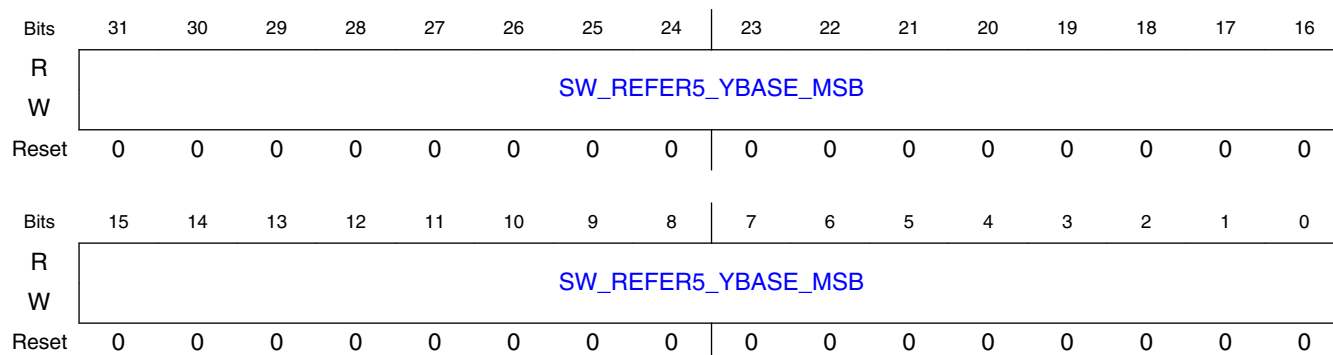 Bits 31 30 29 28 27 26 25 24 23 22 21 20 19 18 17 16
R
SW_REFER5_YBASE_MSB
W
Reset 0 0 0 0 0 0 0 0 0 0 0 0 0 0 0 0
Bits 15 14 13 12 11 10 9 8 7 6 5 4 3 2 1 0
R
SW_REFER5_YBASE_MSB
W
Reset 0 0 0 0 0 0 0 0 0 0 0 0 0 0 0 0